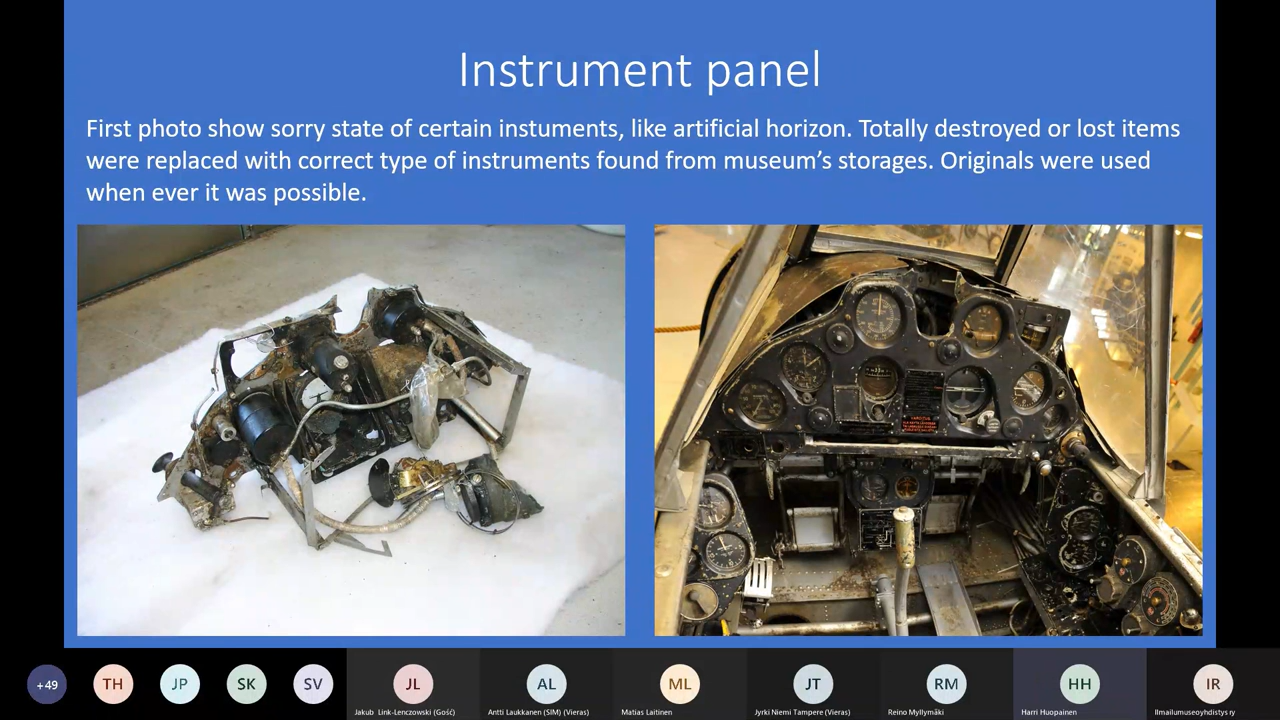 Instrument panel
First photo show sorry state of certain instuments, like artificial horizon. Totally destroyed or lost items
were replaced with correct type of instruments found from museum’s storages. Originals were used
when ever it was possible.
+49
TH
JP
SK
SV
JL
AL
ML
JT
RM
HH
IR
Jakub Link-Lenczowski (Gość)
Antti Laukkanen (SIM) (Vieras)
Matias Laitinen
Jyrki Niemi Tampere (Vieras)
Reino Myllymäki
Harri Huopainen
Ilmailumuseoyhdistys ry